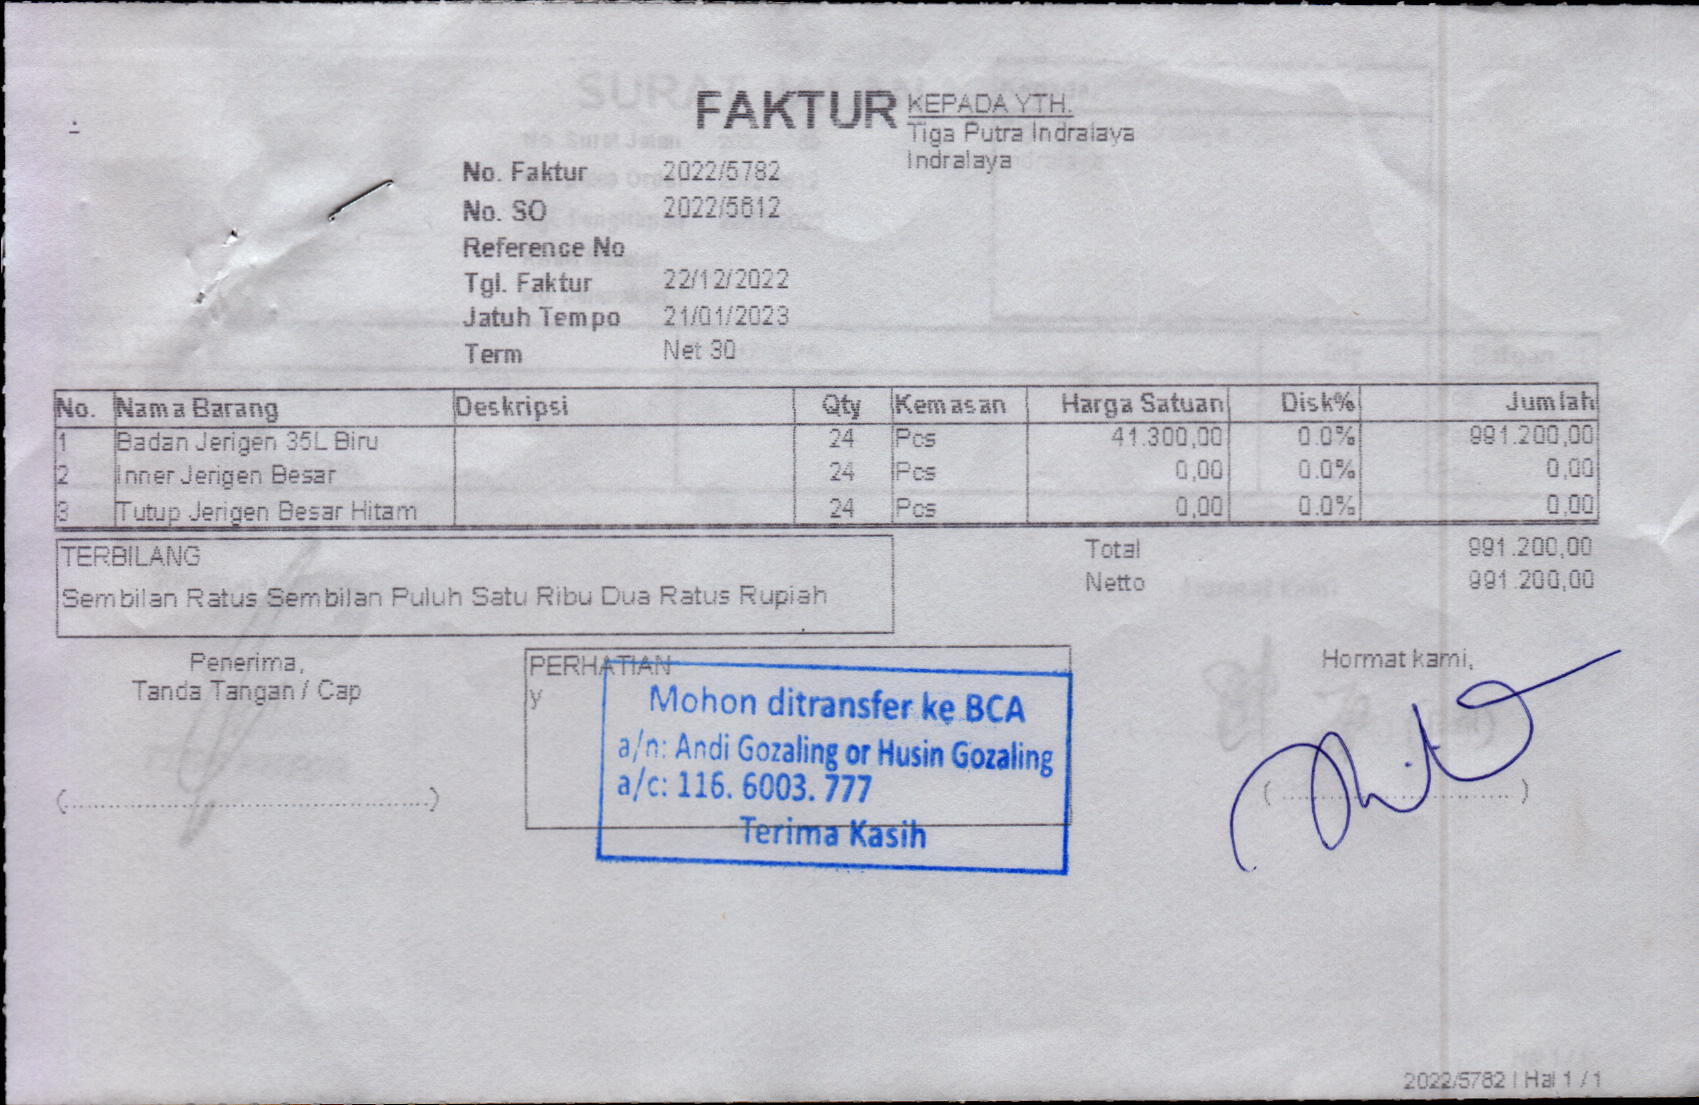 FAKTUR
KEPADA YTH.
Tiga Putra Indralaya
Indralaya
No. Faktur 2022/5782
No. SO 2022/5612
Reference No
Tgl. Faktur 22/12/2022
Jatuh Tempo 21/01/2023
Term Net 30
No. Nama Barang Deskripsi Qty Kemasan Harga Satuan Disk% Jumlah
1 Badan Jerigen 35L Biru 24 Pcs 41.300,00 0.0% 991.200,00
2 Inner Jerigen Besar 24 Pcs 0,00 0.0% 0,00
3 Tutup Jerigen Besar Hitam 24 Pcs 0,00 0.0% 0,00
TERBILANG
Sembilan Ratus Sembilan Puluh Satu Ribu Dua Ratus Rupiah
Total 991.200,00
Netto 991.200,00
Penerima,
Tanda Tangan / Cap
(..........................................................)
PERHATIAN
y
Mohon ditransfer ke BCA
a/n: Andi Gozaling or Husin Gozaling
a/c: 116. 6003. 777
Terima Kasih
Hormat kami,
( ...................................... )
2022/5782 | Hal 1 / 1